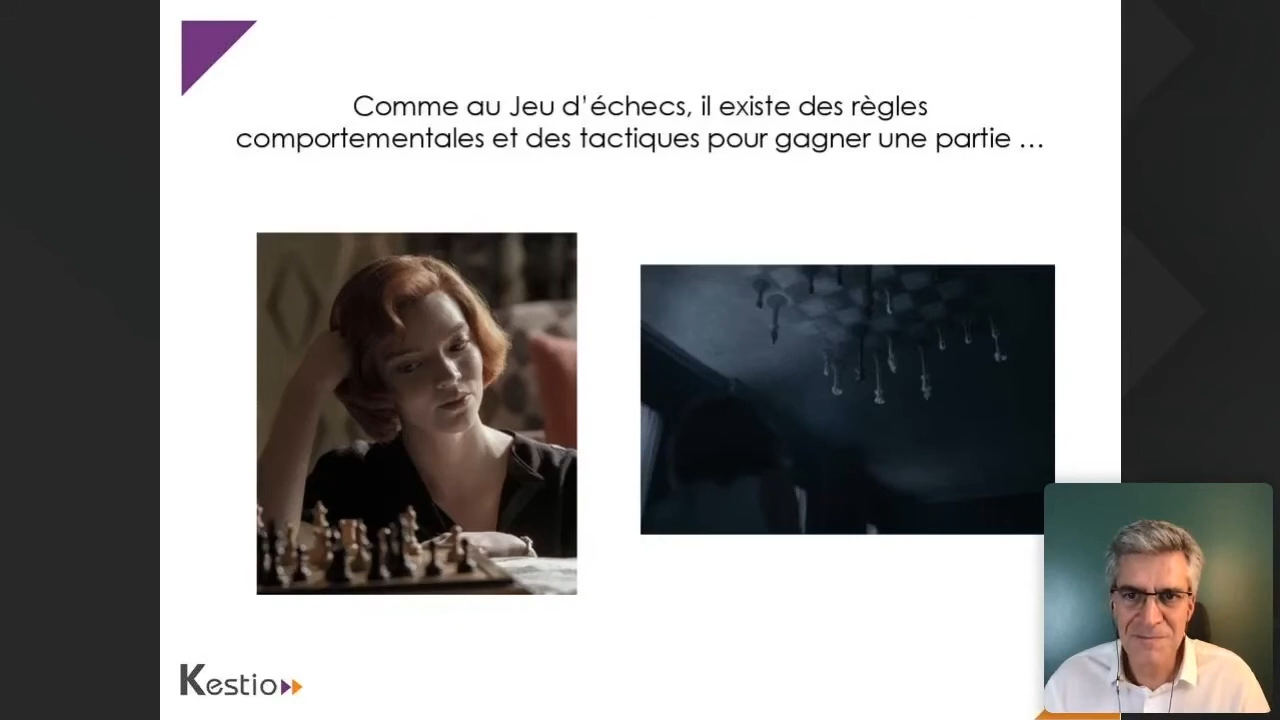 Comme au Jeu d'échecs, il existe des règles
comportementales et des tactiques pour gagner une partie ...
Kestio